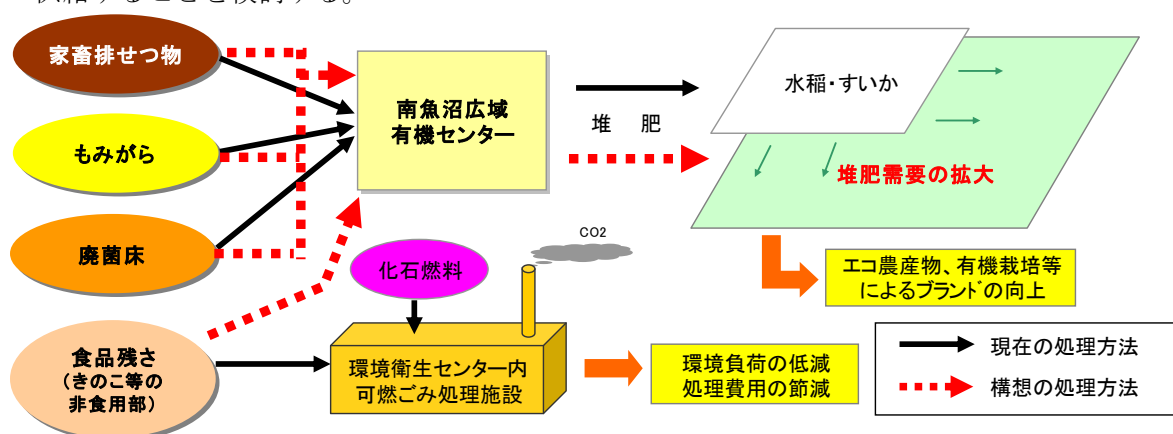 供給することを検討する。
家畜排せつ物
もみがら
廃菌床
食品残さ
(きのこ等の
非食用部)
南魚沼広域
有機センター
堆　肥
水稲・すいか
堆肥需要の拡大
CO2
化石燃料
環境衛生センター内
可燃ごみ処理施設
エコ農産物、有機栽培等
によるブランドの向上
環境負荷の低減
処理費用の節減
現在の処理方法
構想の処理方法